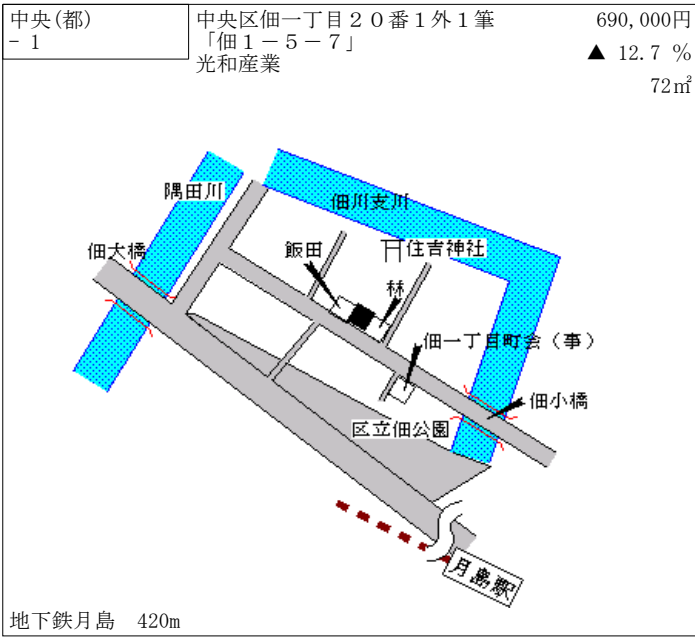 中央(都)
- 1
中央区佃一丁目２０番１外１筆
「佃１－５－７」
光和産業
690,000円
▲ 12.7 %
72㎡
隅田川
佃川支川
佃大橋
飯田
住吉神社
林
佃一丁目町会（事）
佃小橋
区立佃公園
月島駅
地下鉄月島　420m